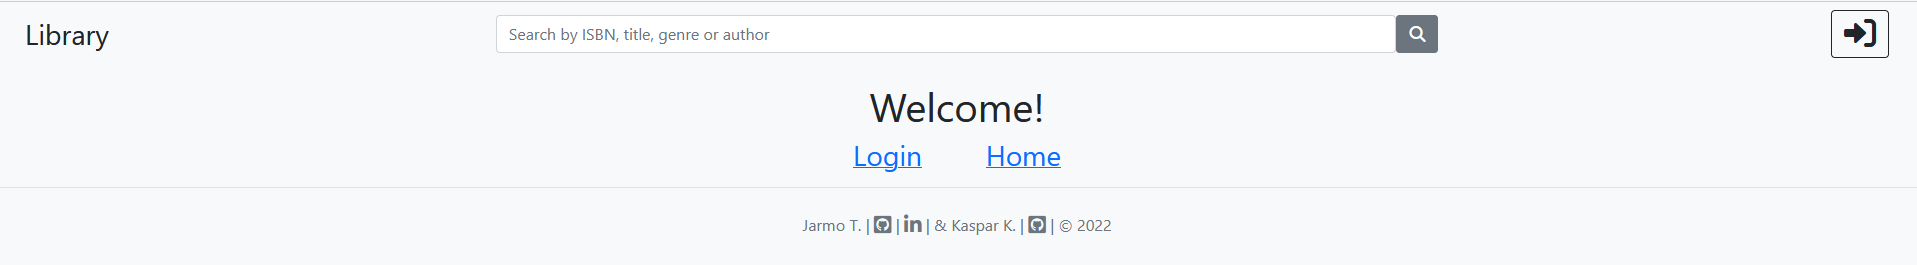 Library
Search by ISBN, title, genre or author
Welcome!
Login Home
Jarmo T. | | in | & Kaspar K. | | © 2022